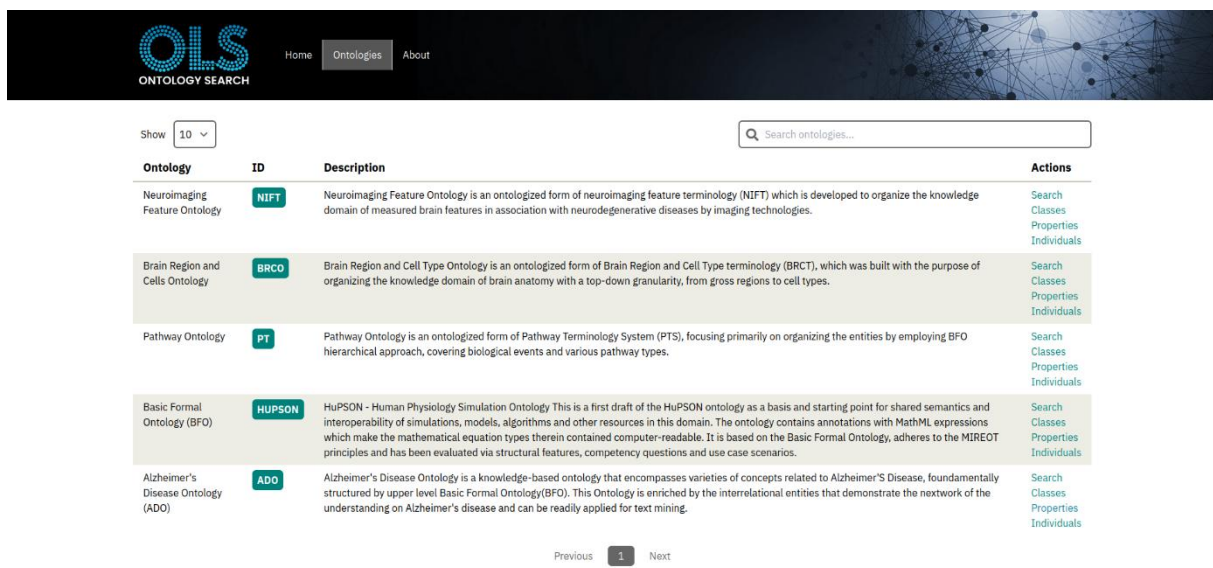 OLS
ONTOLOGY SEARCH
Home Ontologies About
Show 10 Search ontologies...
Ontology ID Description Actions
Neuroimaging Feature Ontology is an ontologized form of neuroimaging feature terminology (NIFT) which is developed to organize the knowledge
domain of measured brain features in association with neurodegenerative diseases by imaging technologies.
Neuroimaging
Feature Ontology
NIFT
Search
Classes
Properties
Individuals
Brain Region and
Cells Ontology
BRCO
Brain Region and Cell Type Ontology is an ontologized form of Brain Region and Cell Type terminology (BRCT), which was built with the purpose of
organizing the knowledge domain of brain anatomy with a top-down granularity, from gross regions to cell types.
Search
Classes
Properties
Individuals
Pathway Ontology
PT
Pathway Ontology is an ontologized form of Pathway Terminology System (PTS), focusing primarily on organizing the entities by employing BFO
hierarchical approach, covering biological events and various pathway types.
Search
Classes
Properties
Individuals
Basic Formal
Ontology (BFO)
HUPSON
HuPSON - Human Physiology Simulation Ontology This is a first draft of the HuPSON ontology as a basis and starting point for shared semantics and
interoperability of simulations, models, algorithms and other resources in this domain. The ontology contains annotations with MathML expressions
which make the mathematical equation types therein contained computer-readable. It is based on the Basic Formal Ontology, adheres to the MIREOT
principles and has been evaluated via structural features, competency questions and use case scenarios.
Search
Classes
Properties
Individuals
Alzheimer's
Disease Ontology
(ADO)
ADO
Alzheimer's Disease Ontology is a knowledge-based ontology that encompasses varieties of concepts related to Alzheimer'S Disease, foundamentally
structured by upper level Basic Formal Ontology(BFO). This Ontology is enriched by the interrelational entities that demonstrate the nextwork of the
understanding on Alzheimer's disease and can be readily applied for text mining.
Search
Classes
Properties
Individuals
Previous 1 Next